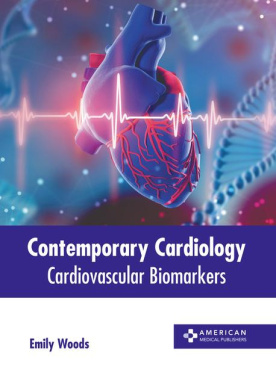 Contemporary Cardiology
Cardiovascular Biomarkers
AMERICAN
MEDICAL PUBLISHERS
Emily Woods